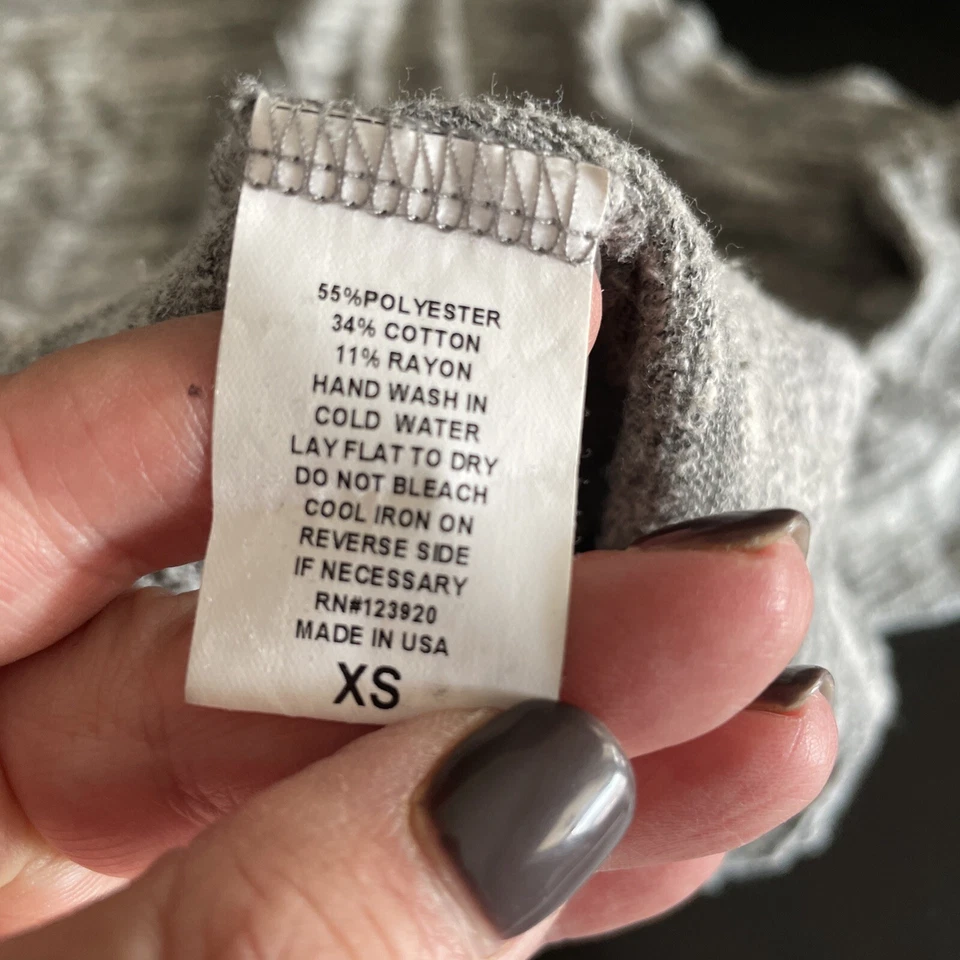 55%POLYESTER
34% COTTON
11% RAYON
HAND WASH IN
COLD WATER
LAY FLAT TO DRY
DO NOT BLEACH
COOL IRON ON
REVERSE SIDE
IF NECESSARY
RN#123920
MADE IN USA
XS